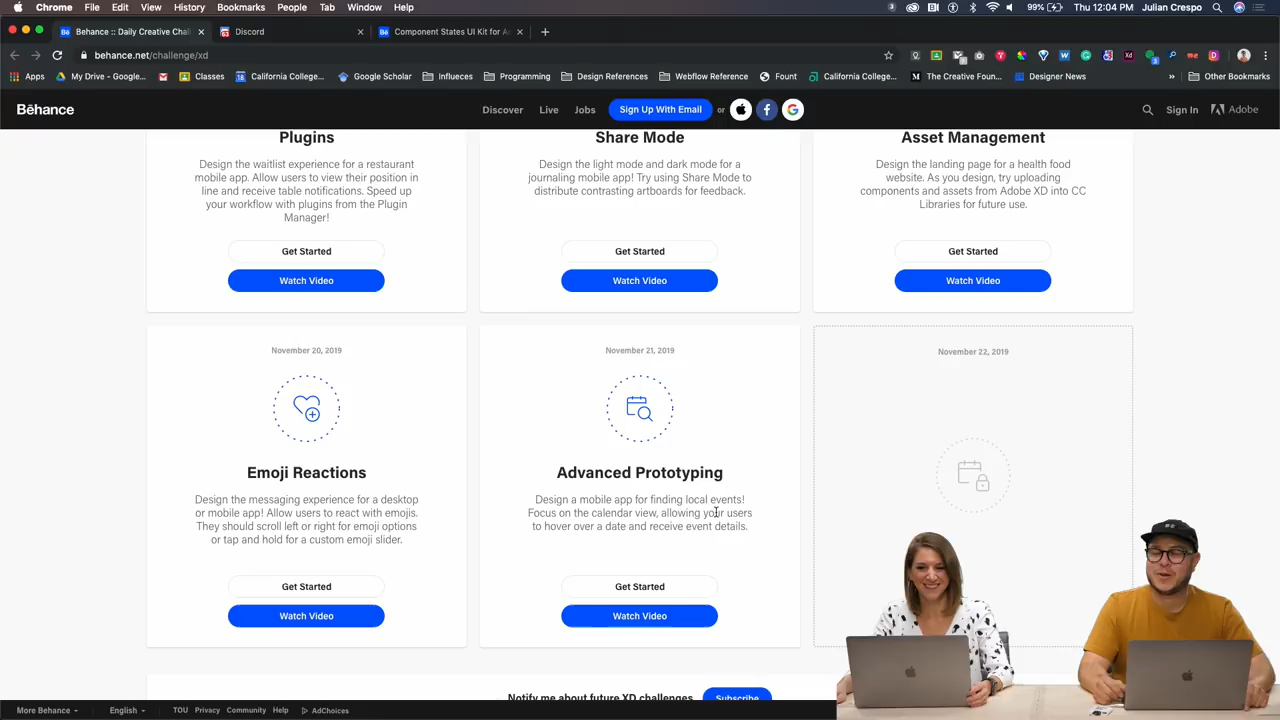 Chrome File Edit View History Bookmarks People Tab Window Help 99% Thu 12:04 PM Julian Crespo
Behance :: Daily Creative Chal Discord Component States UI Kit for A
behance.net/challenge/xd
Apps My Drive - Google... Classes California College... Google Scholar Influeces Programming Design References Webflow Reference Fount California College... The Creative Foun... Designer News Other Bookmarks
Bēhance Discover Live Jobs Sign Up With Email or Sign In Adobe
Plugins
Design the waitlist experience for a restaurant
mobile app. Allow users to view their position in
line and receive table notifications. Speed up
your workflow with plugins from the Plugin
Manager!
Get Started
Watch Video
Share Mode
Design the light mode and dark mode for a
journaling mobile app! Try using Share Mode to
distribute contrasting artboards for feedback.
Get Started
Watch Video
Asset Management
Design the landing page for a health food
website. As you design, try uploading
components and assets from Adobe XD into CC
Libraries for future use.
Get Started
Watch Video
November 20, 2019
Emoji Reactions
Design the messaging experience for a desktop
or mobile app! Allow users to react with emojis.
They should scroll left or right for emoji options
or tap and hold for a custom emoji slider.
Get Started
Watch Video
November 21, 2019
Advanced Prototyping
Design a mobile app for finding local events!
Focus on the calendar view, allowing your users
to hover over a date and receive event details.
Get Started
Watch Video
November 22, 2019
Notify me about future XD challenges Subscribe
More Behance English TOU Privacy Community Help AdChoices